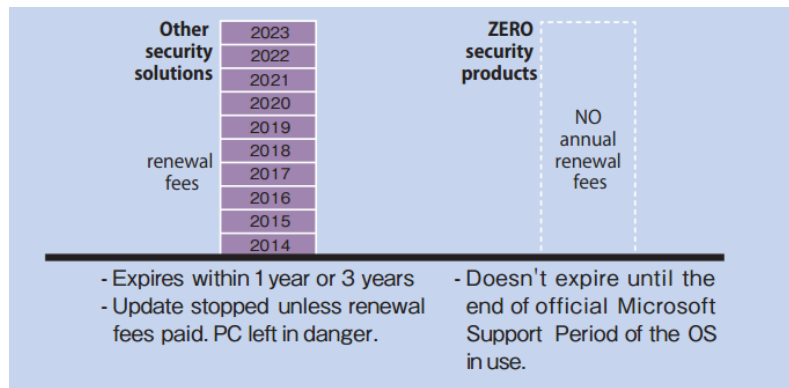 Other
security
solutions
2023
2022
2021
2020
2019
2018
2017
2016
2015
2014
renewal
fees
- Expires within 1 year or 3 years
- Update stopped unless renewal
fees paid. PC left in danger.
ZERO
security
products
NO
annual
renewal
fees
- Doesn't expire until the
end of official Microsoft
Support Period of the OS
in use.